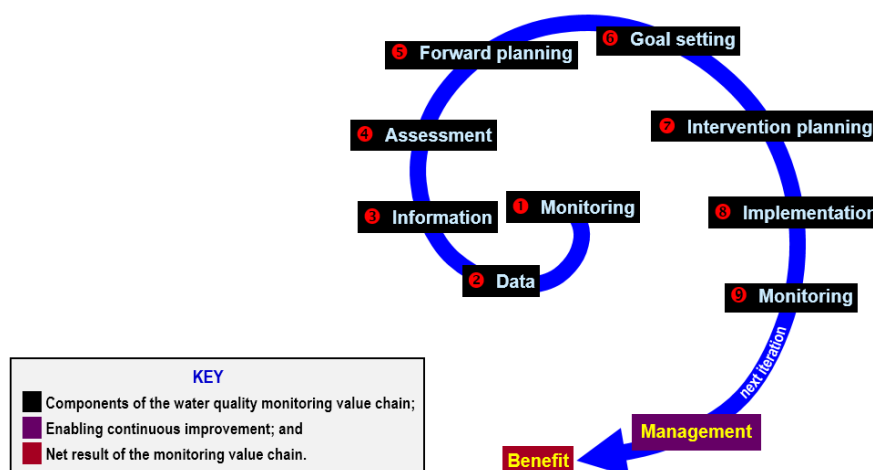 ❶ Monitoring
❷ Data
❸ Information
❹ Assessment
❺ Forward planning
❻ Goal setting
❼ Intervention planning
❽ Implementation
❾ Monitoring
next iteration
Management
Benefit
KEY
Components of the water quality monitoring value chain;
Enabling continuous improvement; and
Net result of the monitoring value chain.